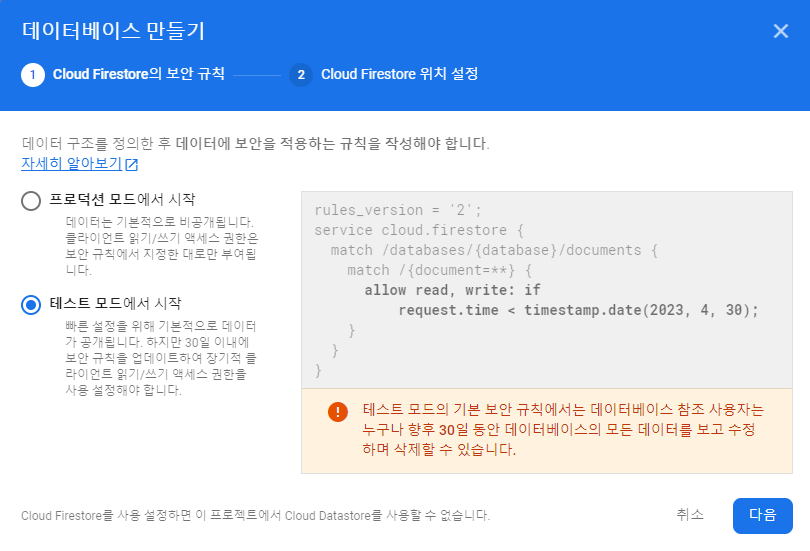 데이터베이스 만들기
1 Cloud Firestore의 보안 규칙 2 Cloud Firestore 위치 설정
데이터 구조를 정의한 후 데이터에 보안을 적용하는 규칙을 작성해야 합니다.
자세히 알아보기
프로덕션 모드에서 시작
데이터는 기본적으로 비공개됩니다.
클라이언트 읽기/쓰기 액세스 권한은
보안 규칙에서 지정한 대로만 부여됩
니다.
테스트 모드에서 시작
빠른 설정을 위해 기본적으로 데이터
가 공개됩니다. 하지만 30일 이내에
보안 규칙을 업데이트하여 장기적 클
라이언트 읽기/쓰기 액세스 권한을
사용 설정해야 합니다.
rules_version = '2';
service cloud.firestore {
match /databases/{database}/documents {
match /{document=**} {
allow read, write: if
request.time < timestamp.date(2023, 4, 30);
}
}
}
테스트 모드의 기본 보안 규칙에서는 데이터베이스 참조 사용자는
누구나 향후 30일 동안 데이터베이스의 모든 데이터를 보고 수정
하며 삭제할 수 있습니다.
Cloud Firestore를 사용 설정하면 이 프로젝트에서 Cloud Datastore를 사용할 수 없습니다.
취소 다음